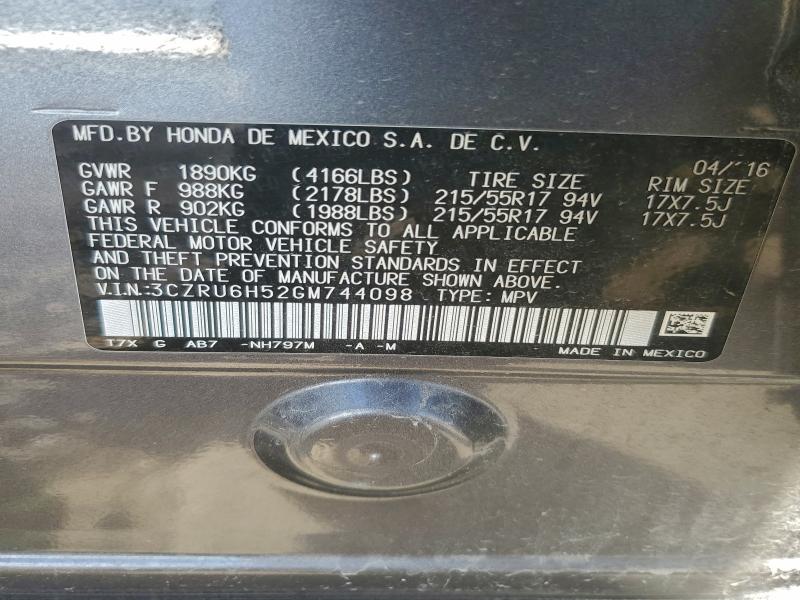 MFD.BY HONDA DE MEXICO S.A. DE C.V.
04/'16
GVWR 1890KG (4166LBS) TIRE SIZE RIM SIZE
GAWR F 988KG (2178LBS) 215/55R17 94V 17X7.5J
GAWR R 902KG (1988LBS) 215/55R17 94V 17X7.5J
THIS VEHICLE CONFORMS TO ALL APPLICABLE
FEDERAL MOTOR VEHICLE SAFETY
AND THEFT PREVENTION STANDARDS IN EFFECT
ON THE DATE OF MANUFACTURE SHOWN ABOVE.
V.I.N.:3CZRU6H52GM744098 TYPE: MPV
T7X G AB7 -NH797M -A -M
MADE IN MEXICO